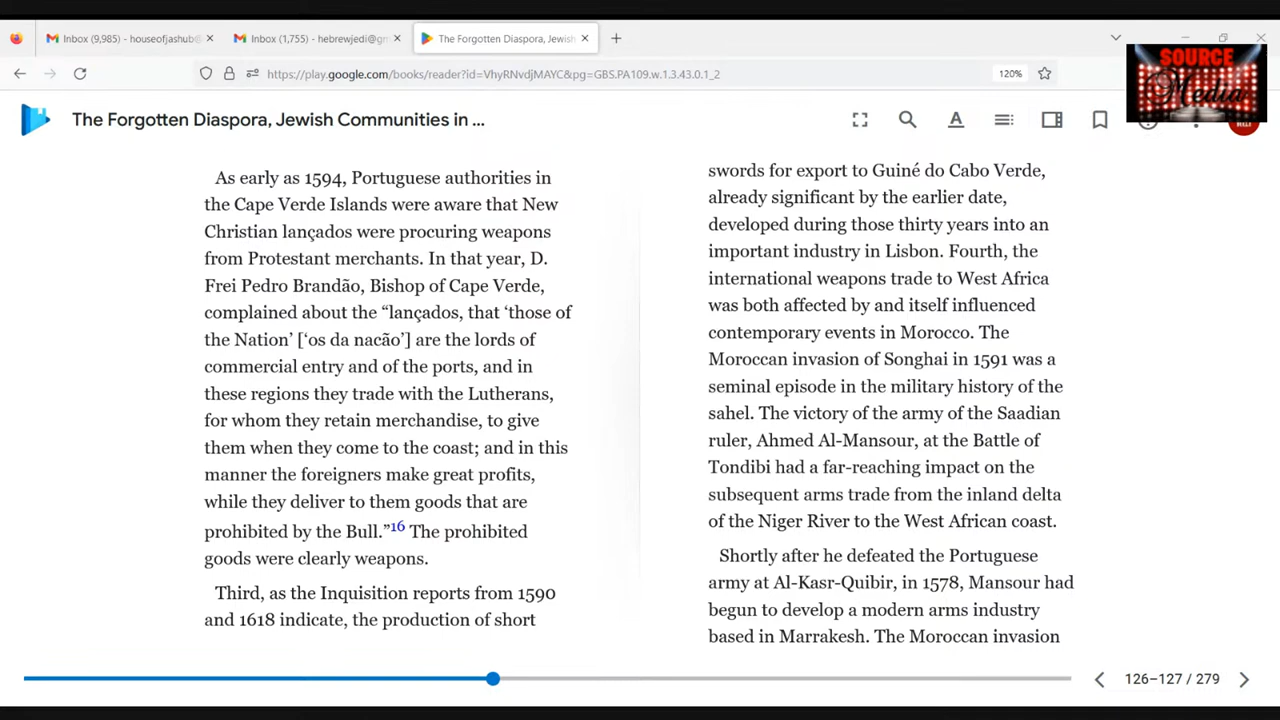 Inbox (9,985) - houseofjashub@
Inbox (1,755) - hebrewjedi@gm
The Forgotten Diaspora, Jewish
https://play.google.com/books/reader?id=VhyRNvdjMAYC&pg=GBS.PA109.w.1.3.43.0.1_2
120%
SOURCE
Media
The Forgotten Diaspora, Jewish Communities in ...
As early as 1594, Portuguese authorities in
the Cape Verde Islands were aware that New
Christian lançados were procuring weapons
from Protestant merchants. In that year, D.
Frei Pedro Brandão, Bishop of Cape Verde,
complained about the “lançados, that ‘those of
the Nation’ [‘os da nacão’] are the lords of
commercial entry and of the ports, and in
these regions they trade with the Lutherans,
for whom they retain merchandise, to give
them when they come to the coast; and in this
manner the foreigners make great profits,
while they deliver to them goods that are
prohibited by the Bull.”16 The prohibited
goods were clearly weapons.
Third, as the Inquisition reports from 1590
and 1618 indicate, the production of short
swords for export to Guiné do Cabo Verde,
already significant by the earlier date,
developed during those thirty years into an
important industry in Lisbon. Fourth, the
international weapons trade to West Africa
was both affected by and itself influenced
contemporary events in Morocco. The
Moroccan invasion of Songhai in 1591 was a
seminal episode in the military history of the
sahel. The victory of the army of the Saadian
ruler, Ahmed Al-Mansour, at the Battle of
Tondibi had a far-reaching impact on the
subsequent arms trade from the inland delta
of the Niger River to the West African coast.
Shortly after he defeated the Portuguese
army at Al-Kasr-Quibir, in 1578, Mansour had
begun to develop a modern arms industry
based in Marrakesh. The Moroccan invasion
126–127 / 279